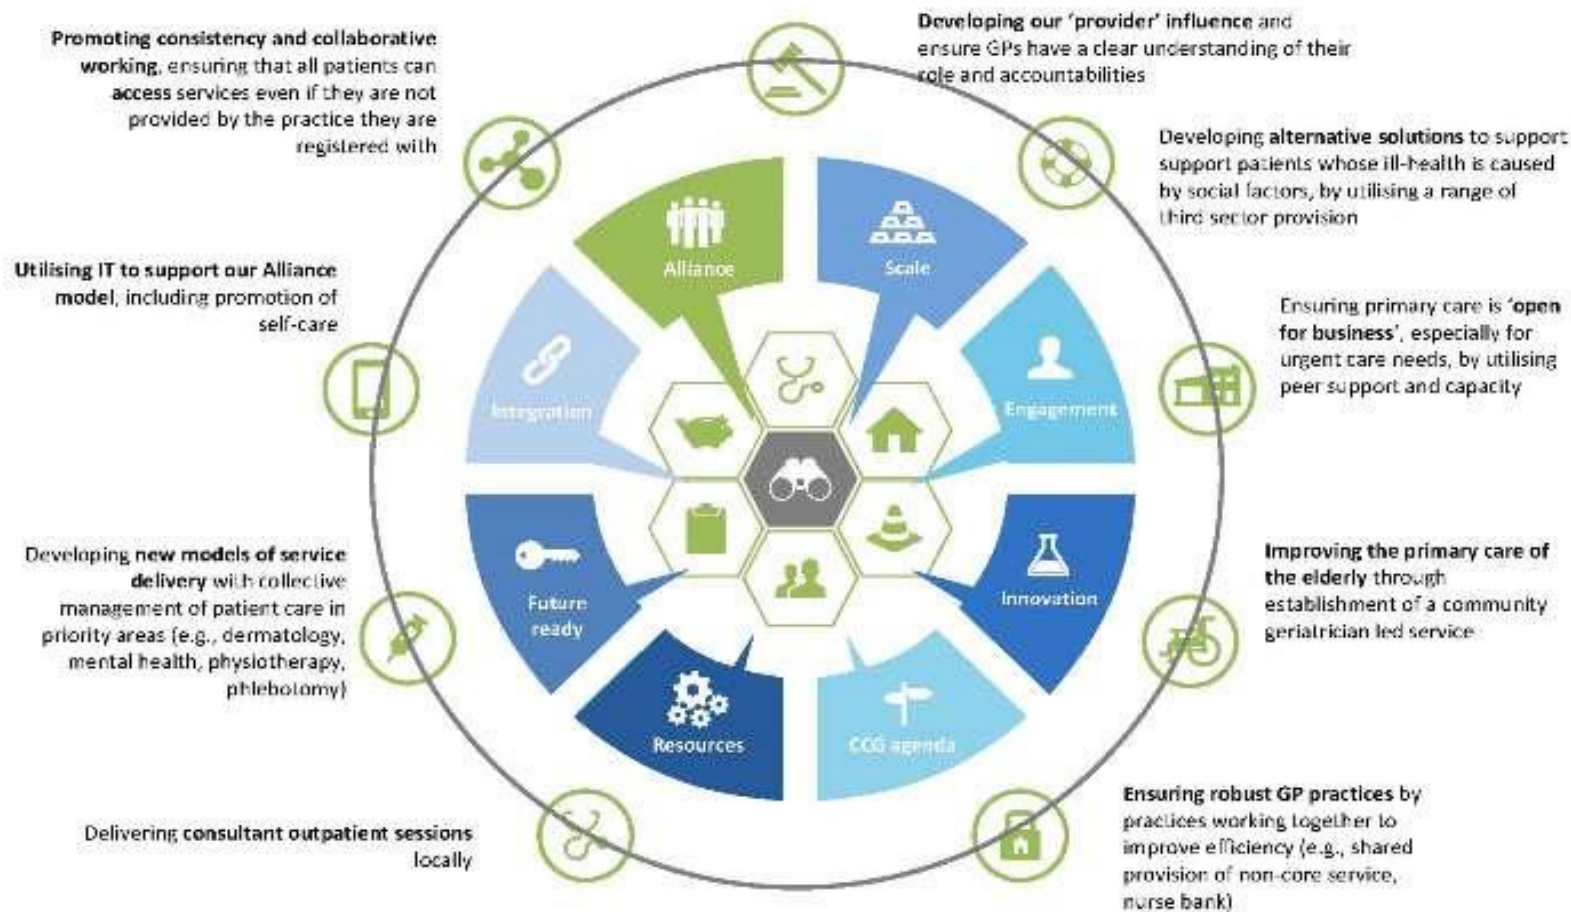 Promoting consistency and collaborative
working, ensuring that all patients can
access services even if they are not
provided by the practice they are
registered with
Developing our ‘provider’ influence and
ensure GPs have a clear understanding of their
role and accountabilities
Developing alternative solutions to support
support patients whose ill-health is caused
by social factors, by utilising a range of
third sector provision
Utilising IT to support our Alliance
model, including promotion of
self-care
Ensuring primary care is ‘open
for business’, especially for
urgent care needs, by utilising
peer support and capacity
Alliance
Scale
Integration
Engagement
Future
ready
Innovation
Resources
CCG agenda
Developing new models of service
delivery with collective
management of patient care in
priority areas (e.g., dermatology,
mental health, physiotherapy,
phlebotomy)
Improving the primary care of
the elderly through
establishment of a community
geriatrician led service
Delivering consultant outpatient sessions
locally
Ensuring robust GP practices by
practices working together to
improve efficiency (e.g., shared
provision of non-core service,
nurse bank)